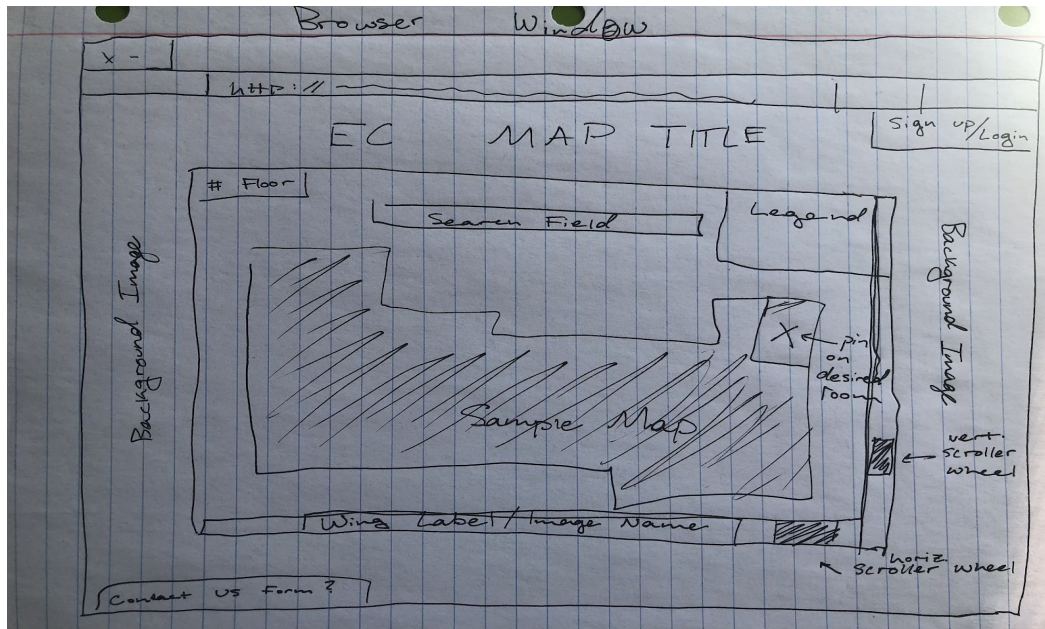 Browser Window
X -
http://
EC MAP TITLE
Sign up/Login
# Floor
Search Field
Legend
Background Image
Background Image
X
pin
on
desired
room
Sample Map
vert.
scroller
wheel
Wing Label / Image Name
horiz.
scroller wheel
Contact us form?